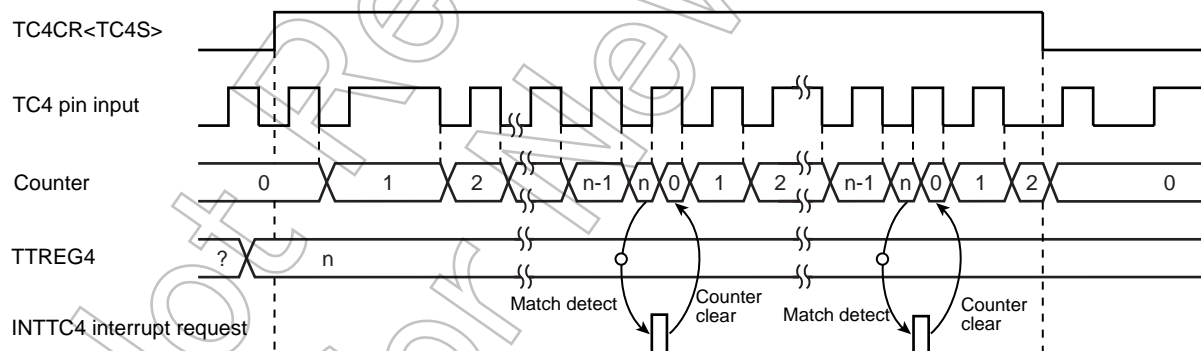 TC4CR<TC4S>
TC4 pin input
Counter 0 1 2 n-1 n 0 1 2 n-1 n 0 1 2 0
TTREG4 ? n
Match detect Counter clear Match detect Counter clear
INTTC4 interrupt request